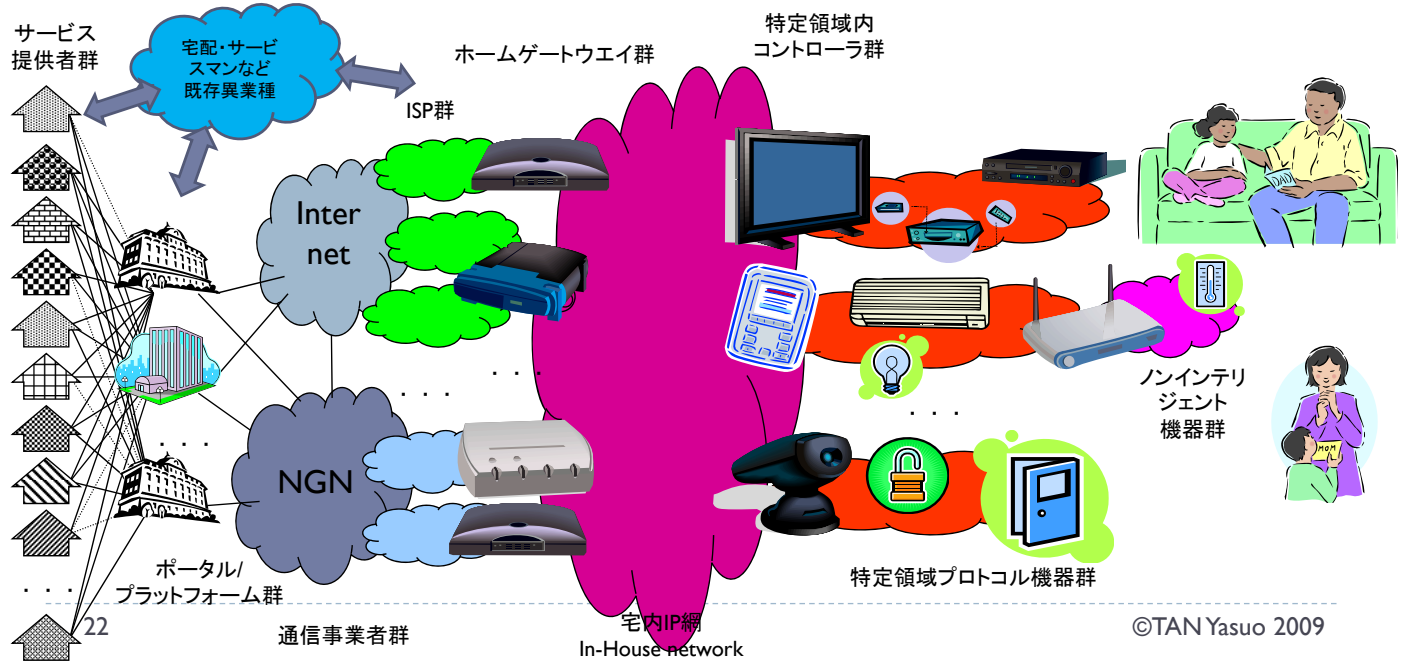 サービス
提供者群
宅配・サービ
スマンなど
既存異業種
ホームゲートウエイ群
特定領域内
コントローラ群
ISP群
Inter
net
DAD
. . .
. . .
. . .
. . .
ノンインテリ
ジェント
機器群
MOM
NGN
ポータル/
プラットフォーム群
特定領域プロトコル機器群
. . .
22
通信事業者群
宅内IP網
In-House network
©TAN Yasuo 2009